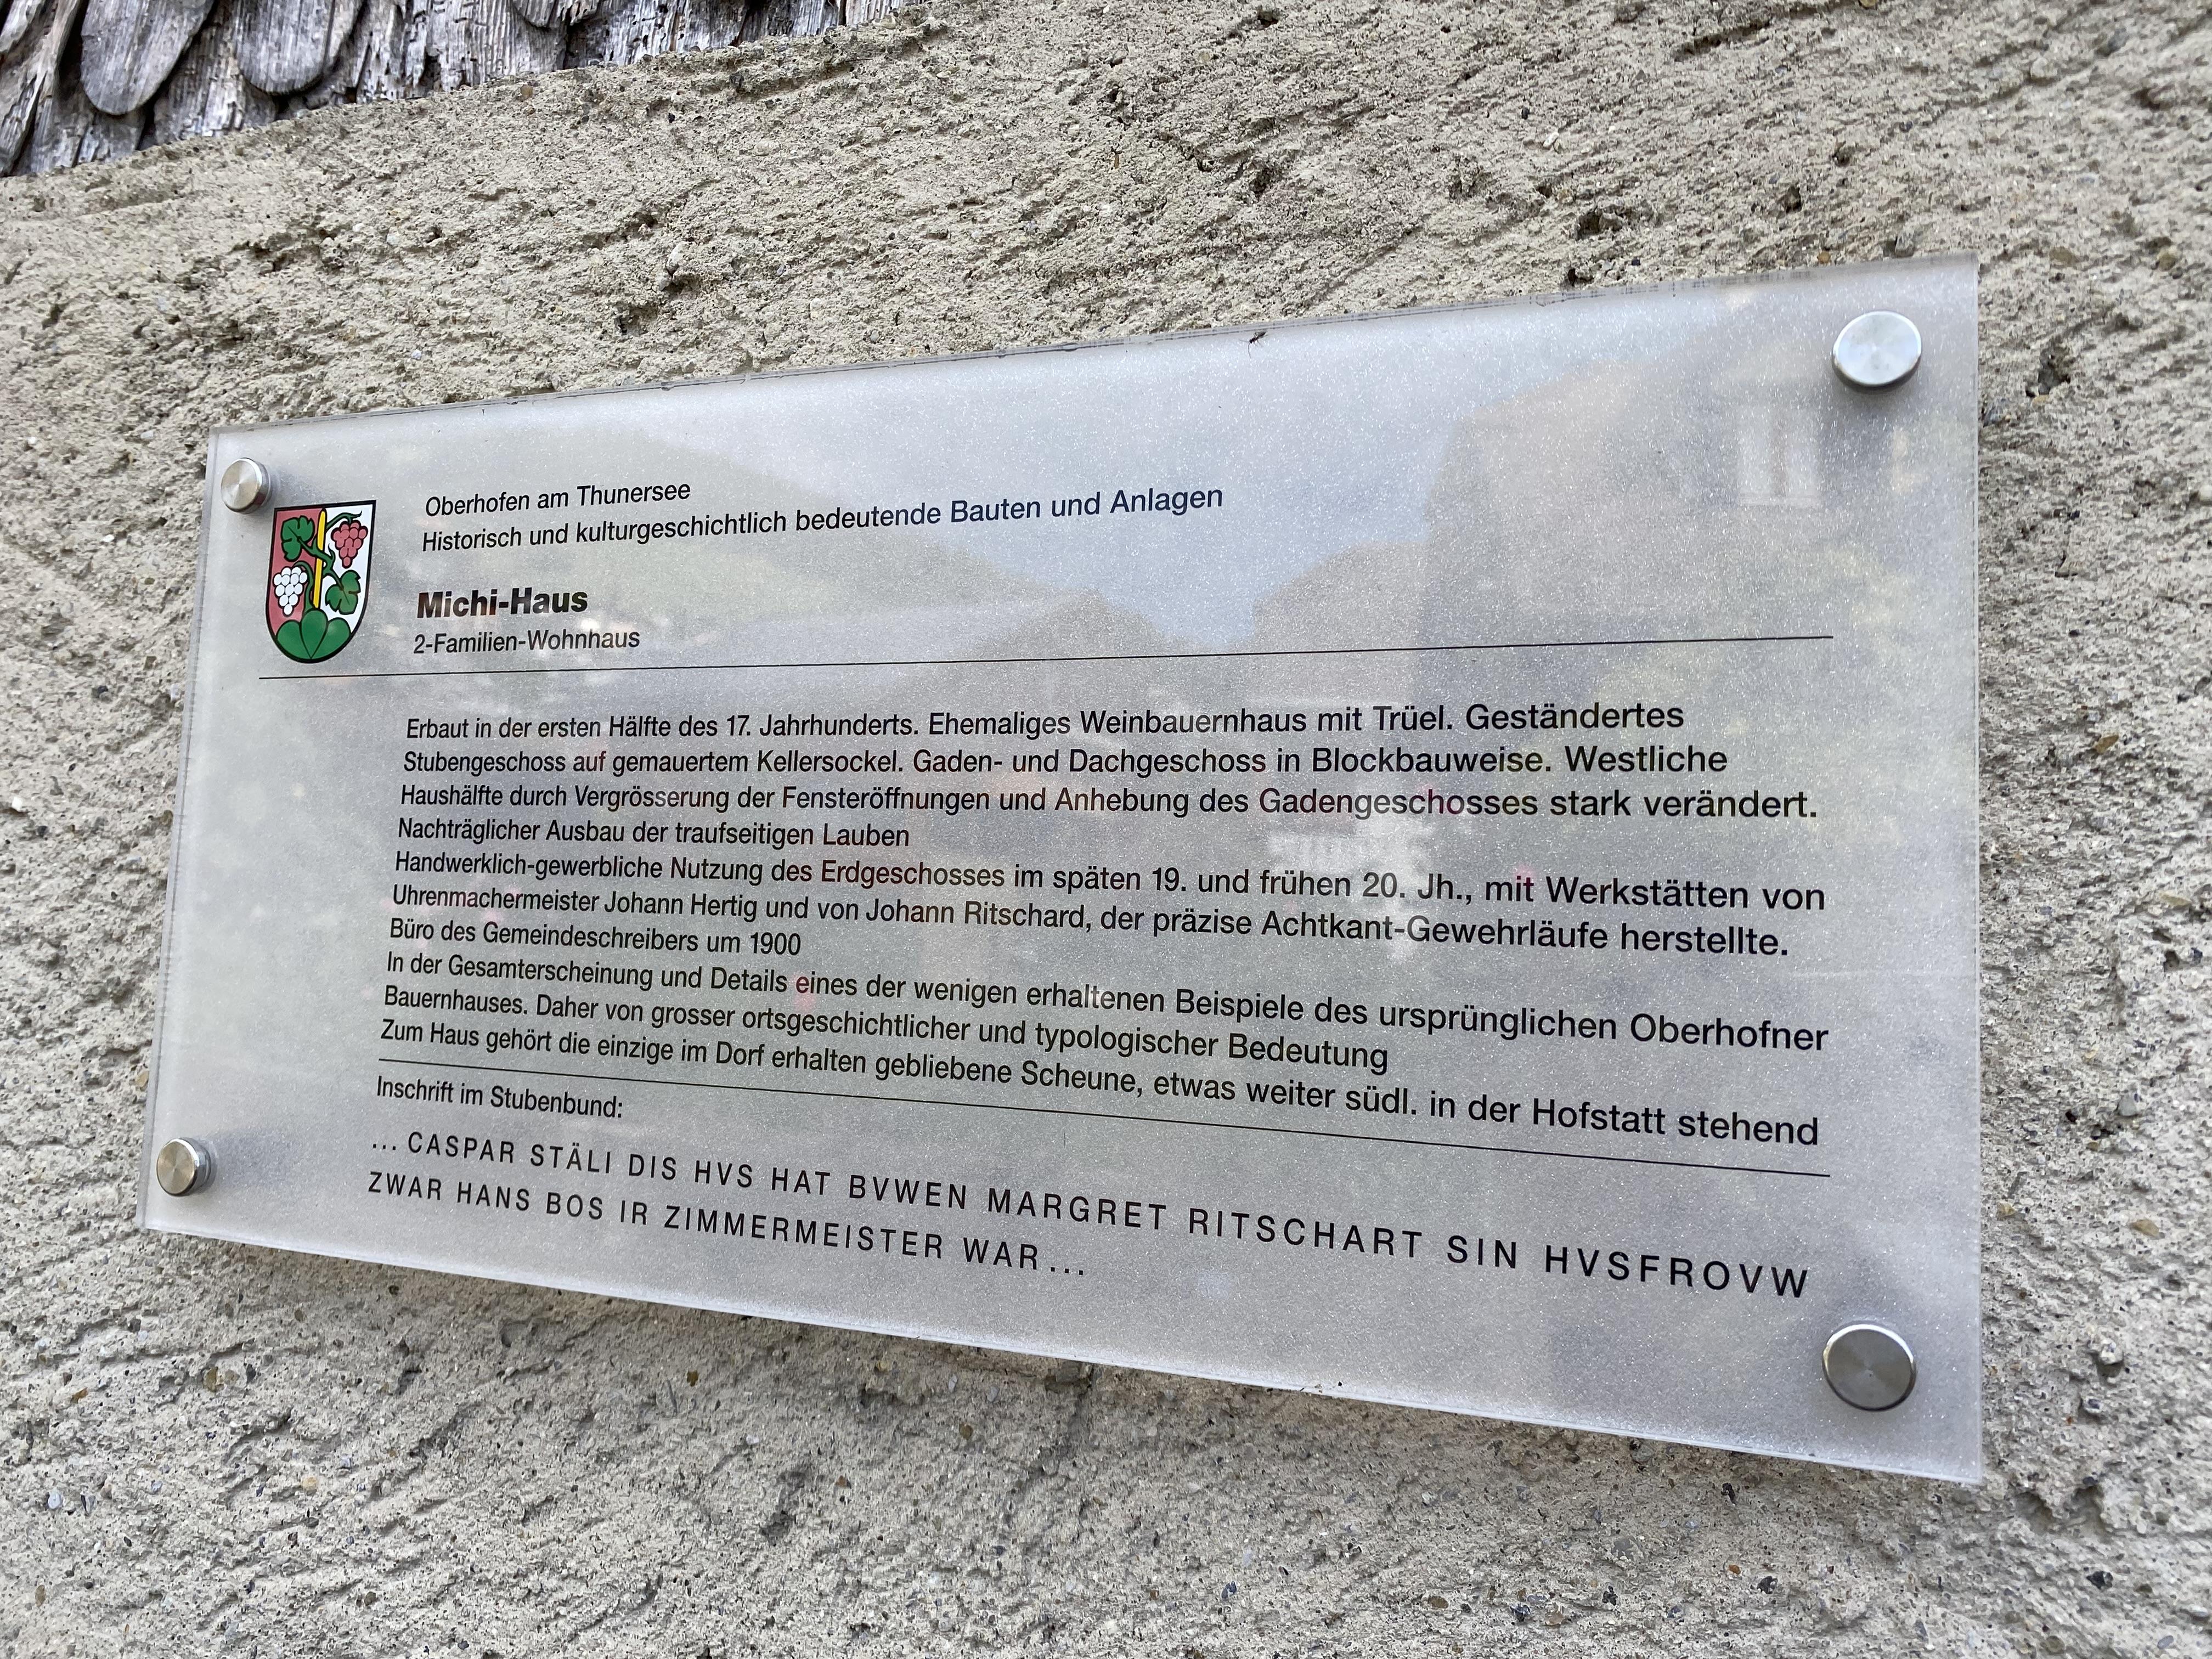 Oberhofen am Thunersee
Historisch und kulturgeschichtlich bedeutende Bauten und Anlagen
Michi-Haus
2-Familien-Wohnhaus
Erbaut in der ersten Hälfte des 17. Jahrhunderts. Ehemaliges Weinbauernhaus mit Trüel. Geständertes
Stubengeschoss auf gemauertem Kellersockel. Gaden- und Dachgeschoss in Blockbauweise. Westliche
Haushälfte durch Vergrösserung der Fensteröffnungen und Anhebung des Gadengeschosses stark verändert.
Nachträglicher Ausbau der traufseitigen Lauben
Handwerklich-gewerbliche Nutzung des Erdgeschosses im späten 19. und frühen 20. Jh., mit Werkstätten von
Uhrenmachermeister Johann Hertig und von Johann Ritschard, der präzise Achtkant-Gewehrläufe herstellte.
Büro des Gemeindeschreibers um 1900
In der Gesamterscheinung und Details eines der wenigen erhaltenen Beispiele des ursprünglichen Oberhofner
Bauernhauses. Daher von grosser ortsgeschichtlicher und typologischer Bedeutung
Zum Haus gehört die einzige im Dorf erhalten gebliebene Scheune, etwas weiter südl. in der Hofstatt stehend
Inschrift im Stubenbund:
... CASPAR STÄLI DIS HVS HAT BVWEN MARGRET RITSCHART SIN HVSFROVW
ZWAR HANS BOS IR ZIMMERMEISTER WAR ...